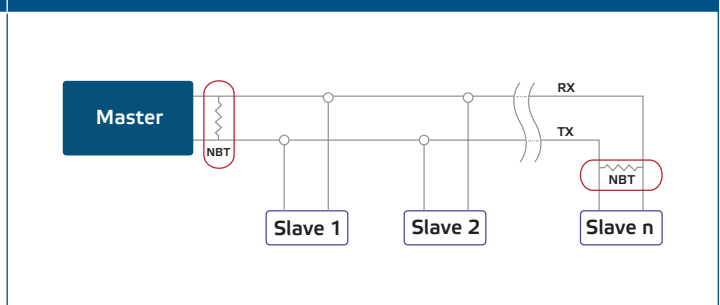 RX
Master
TX
NBT
NBT
Slave 1
Slave 2
Slave n